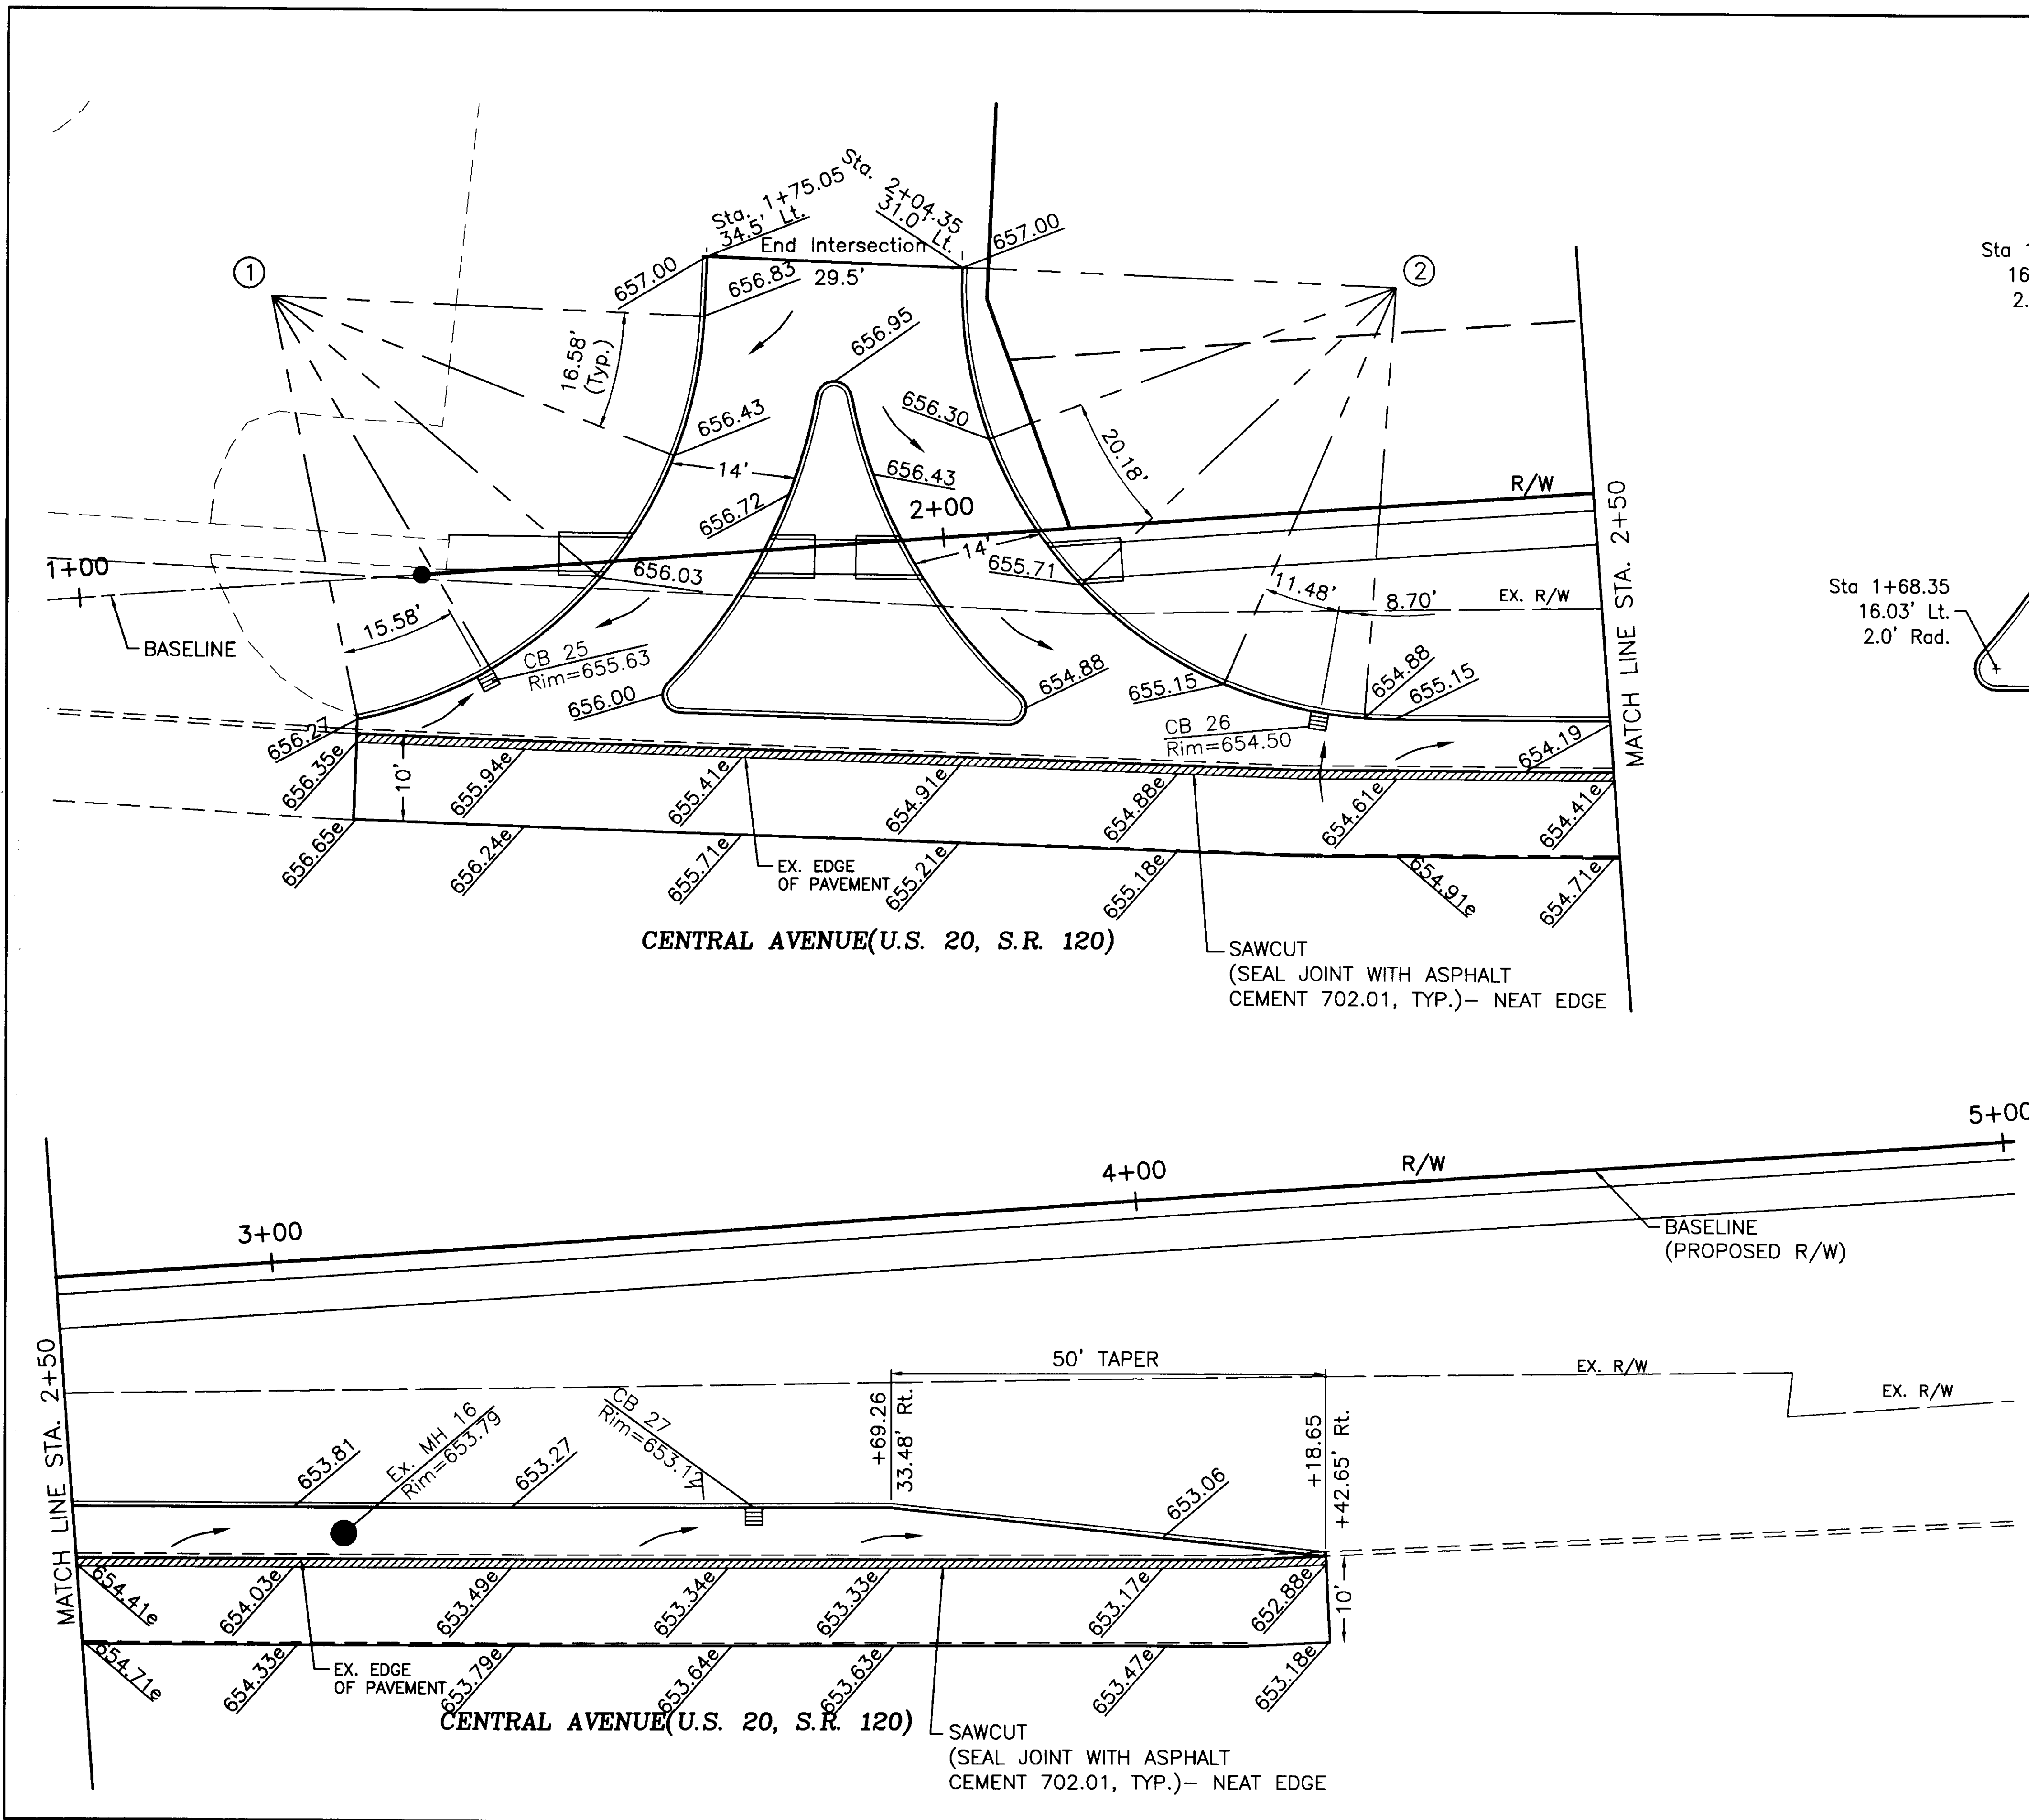 Sta. 1+75.05
34.5' Lt.
Sta. 2+04.35
31.0' Lt.
End Intersection
29.5'
657.00
656.83
657.00
1
2
16.58'
(Typ.)
656.95
656.43
656.30
14'
656.43
20.18'
656.72
2+00
R/W
14'
1+00
656.03
655.71
11.48'
8.70'
EX. R/W
MATCH LINE STA. 2+50
BASELINE
15.58'
CB 25
Rim=655.63
656.00
654.88
655.15
654.88
655.15
CB 26
Rim=654.50
654.19
656.27
656.35e
10'
655.94e
655.41e
654.91e
654.88e
654.61e
654.41e
656.65e
656.24e
655.71e
EX. EDGE
OF PAVEMENT
655.21e
655.18e
654.91e
654.71e
CENTRAL AVENUE(U.S. 20, S.R. 120)
SAWCUT
(SEAL JOINT WITH ASPHALT
CEMENT 702.01, TYP.)– NEAT EDGE
Sta 1
16
2.
Sta 1+68.35
16.03' Lt.
2.0' Rad.
5+00
4+00
R/W
3+00
BASELINE
(PROPOSED R/W)
MATCH LINE STA. 2+50
50' TAPER
EX. R/W
EX. R/W
+69.26
33.48' Rt.
+18.65
+42.65' Rt.
653.81
Ex. MH 16
Rim=653.79
653.27
CB 27
Rim=653.12
653.06
654.41e
654.03e
653.49e
653.34e
653.33e
653.17e
652.88e
10'
654.71e
654.33e
EX. EDGE
OF PAVEMENT
653.79e
653.64e
653.63e
653.47e
653.18e
CENTRAL AVENUE(U.S. 20, S.R. 120)
SAWCUT
(SEAL JOINT WITH ASPHALT
CEMENT 702.01, TYP.)– NEAT EDGE